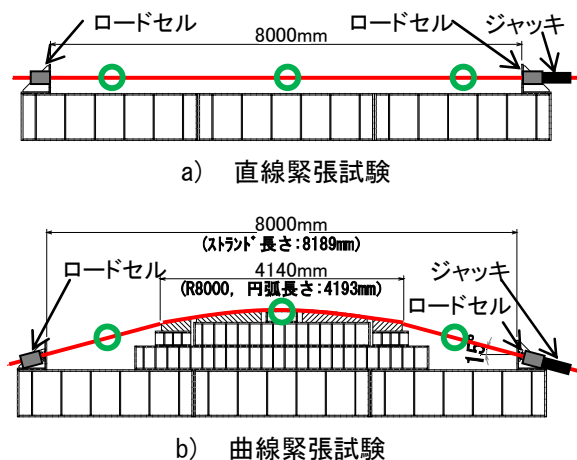 ロードセル
ロードセル
ジャッキ
8000mm
a) 直線緊張試験
8000mm
(ストランド長さ:8189mm)
ロードセル
4140mm
ジャッキ
(R8000, 円弧長さ:4193mm)
ロードセル
15°
b) 曲線緊張試験